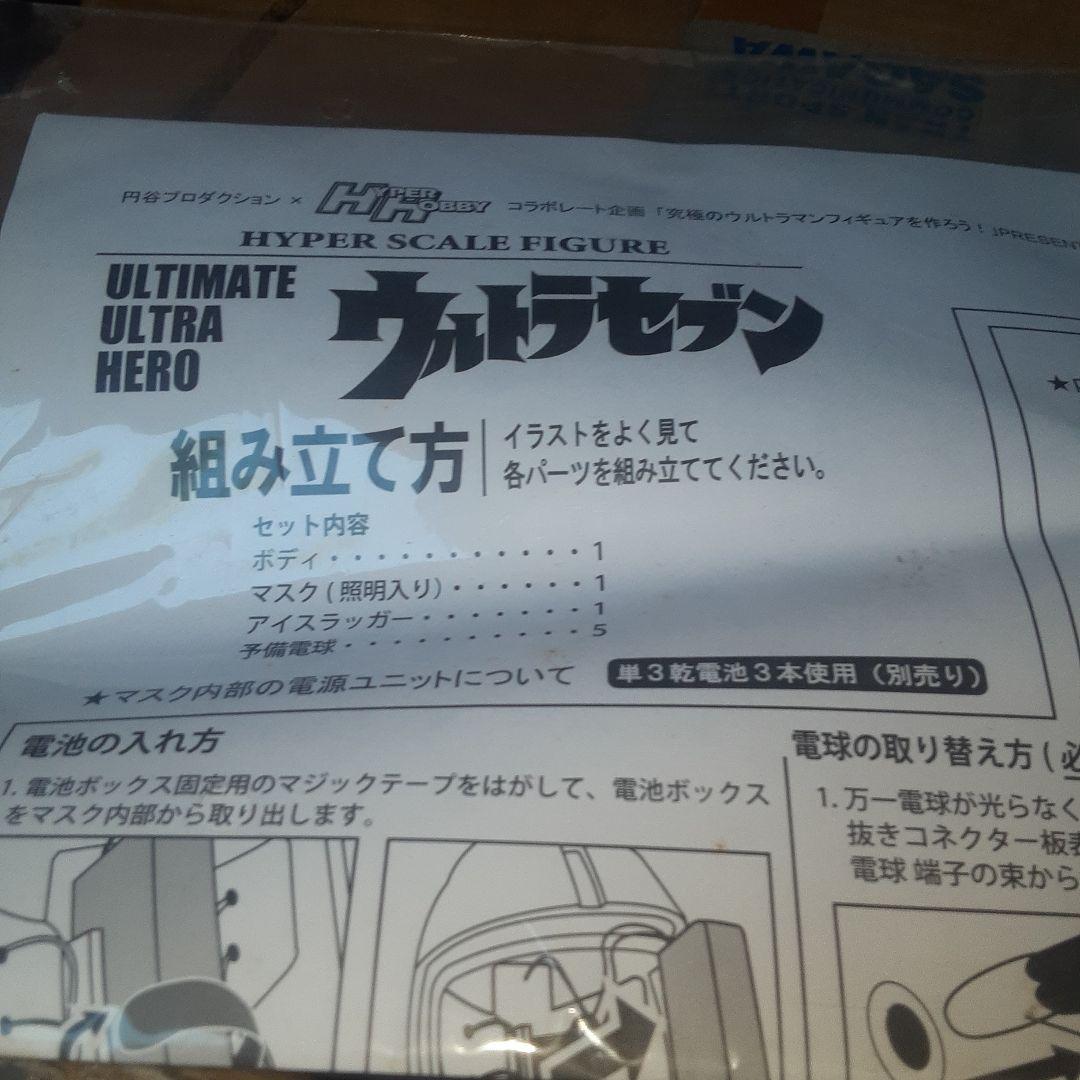 円谷プロダクション × HYPER HOBBY コラボレート企画「究極のウルトラマンフィギュアを作ろう！」PRESENT
HYPER SCALE FIGURE
ULTIMATE
ULTRA
HERO
ウルトラセブン
組み立て方
イラストをよく見て
各パーツを組み立ててください。
セット内容
ボディ・・・・・・・・・・・1
マスク(照明入り)・・・・・・1
アイスラッガー・・・・・・・1
予備電球・・・・・・・・・・5
★マスク内部の電源ユニットについて 単3乾電池3本使用（別売り）
電池の入れ方
1. 電池ボックス固定用のマジックテープをはがして、電池ボックス
をマスク内部から取り出します。
電球の取り替え方(必
1. 万一電球が光らなく
抜きコネクター板
電球 端子の束から